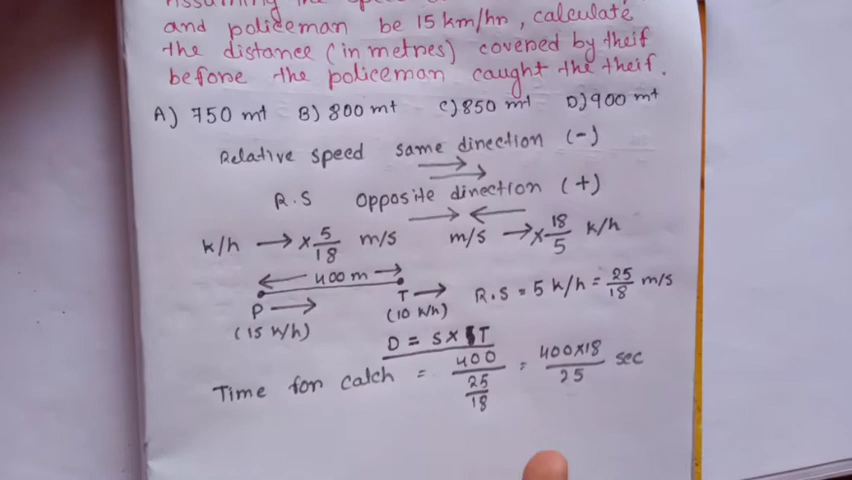 and policeman be 15 km/hr, calculate
the distance (in metres) covered by theif
before the policeman caught the theif.
A) 750 mt B) 800 mt C) 850 mt D) 900 mt
Relative speed same direction (-)
R.S opposite direction (+)
k/h → × 5/18 m/s m/s → × 18/5 k/h
400 m
P → T → R.S = 5 k/h = 25/18 m/s
(15 k/h) (10 k/h)
D = S × T
Time for catch = 400 / 25/18 = 400×18/25 sec